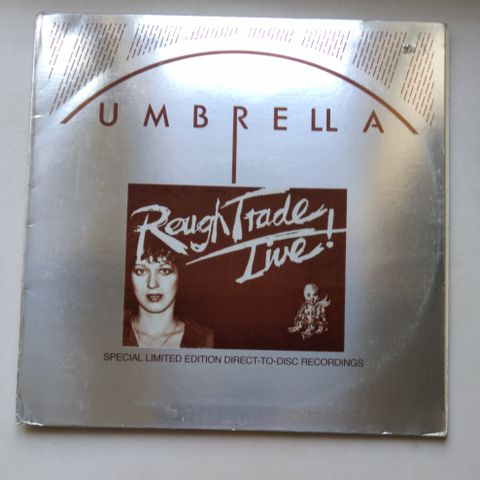 UMBRELLA
Rough Trade
Live!
SPECIAL LIMITED EDITION DIRECT-TO-DISC RECORDINGS